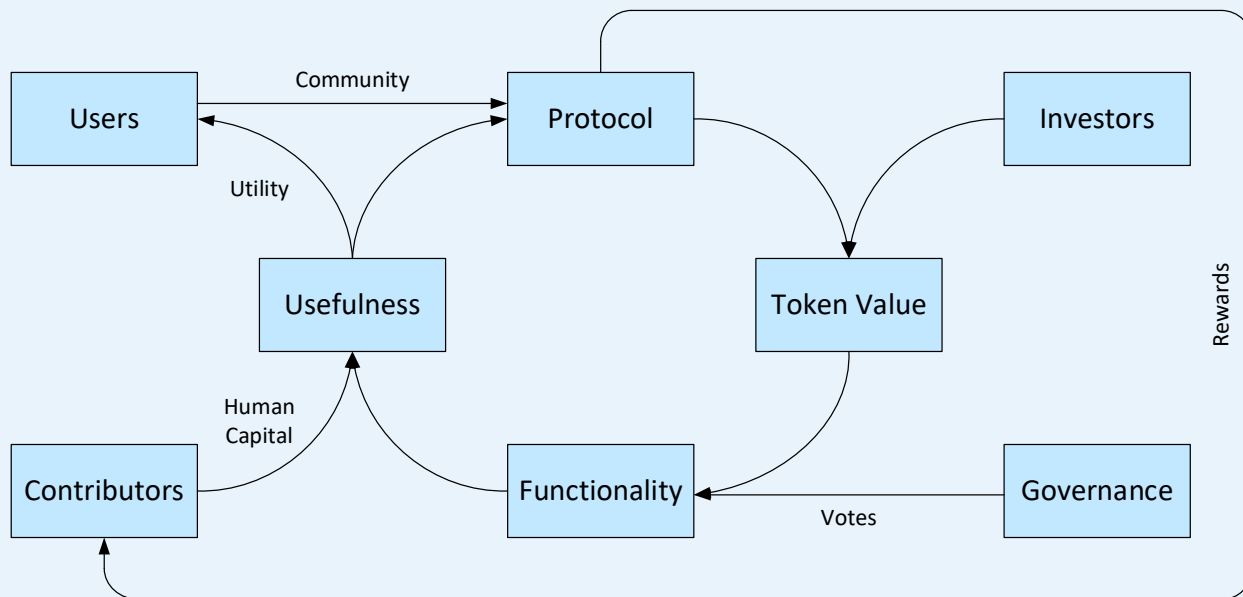 Community
Users
Protocol
Investors
Utility
Usefulness
Token Value
Rewards
Human
Capital
Contributors
Functionality
Governance
Votes